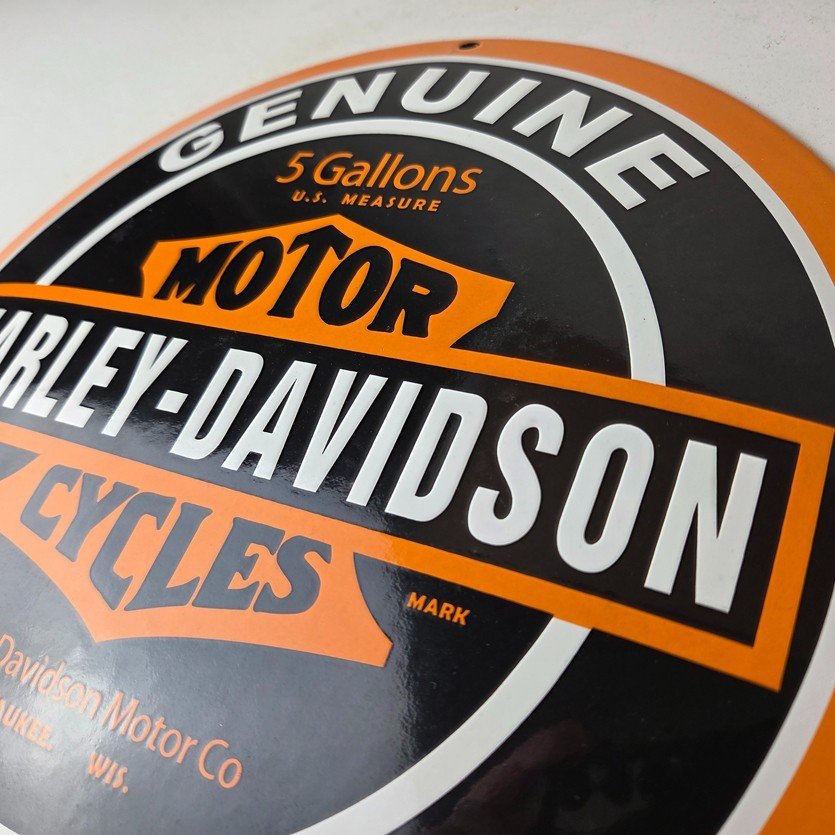 GENUINE
5 Gallons
U.S. MEASURE
MOTOR
ARLEY-DAVIDSON
CYCLES
MARK
Davidson Motor Co
AUKEE. WIS.